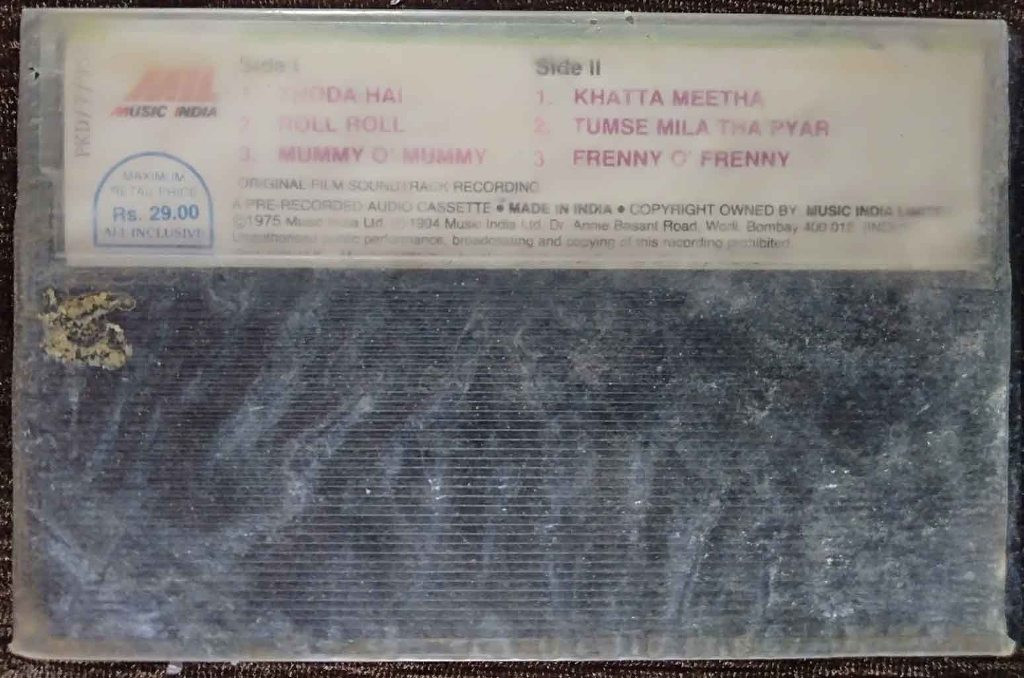 MIL
MUSIC INDIA
MAXIMUM
RETAIL PRICE
Rs. 29.00
ALL INCLUSIVE
Side I
HAI
2. ROLL ROLL
3. MUMMY O' MUMMY
Side II
1. KHATTA MEETHA
2. TUMSE MILA THA PYAR
3 FRENNY O' FRENNY
ORIGINAL FILM SOUNDTRACK RECORDING
A PRE-RECORDED AUDIO CASSETTE • MADE IN INDIA • COPYRIGHT OWNED BY MUSIC INDIA
1975 Music India Ltd. 1994 Music India Ltd. Dr. Annie Besant Road, Worli, Bombay 400 018
Unauthorised public performance, broadcasting and copying of this recording prohibited